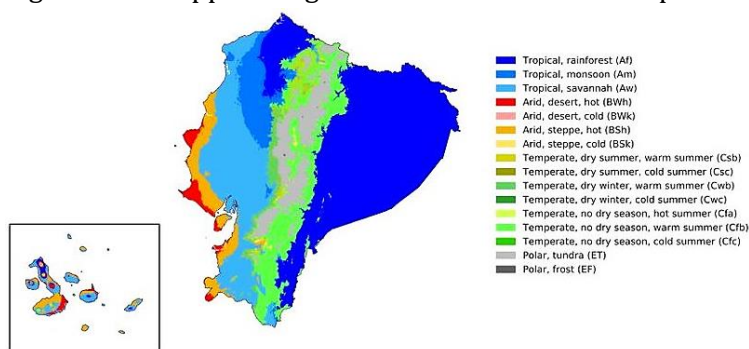 Tropical, rainforest (Af)
Tropical, monsoon (Am)
Tropical, savannah (Aw)
Arid, desert, hot (BWh)
Arid, desert, cold (BWk)
Arid, steppe, hot (BSh)
Arid, steppe, cold (BSk)
Temperate, dry summer, warm summer (Csb)
Temperate, dry summer, cold summer (Csc)
Temperate, dry winter, warm summer (Cwb)
Temperate, dry winter, cold summer (Cwc)
Temperate, no dry season, hot summer (Cfa)
Temperate, no dry season, warm summer (Cfb)
Temperate, no dry season, cold summer (Cfc)
Polar, tundra (ET)
Polar, frost (EF)